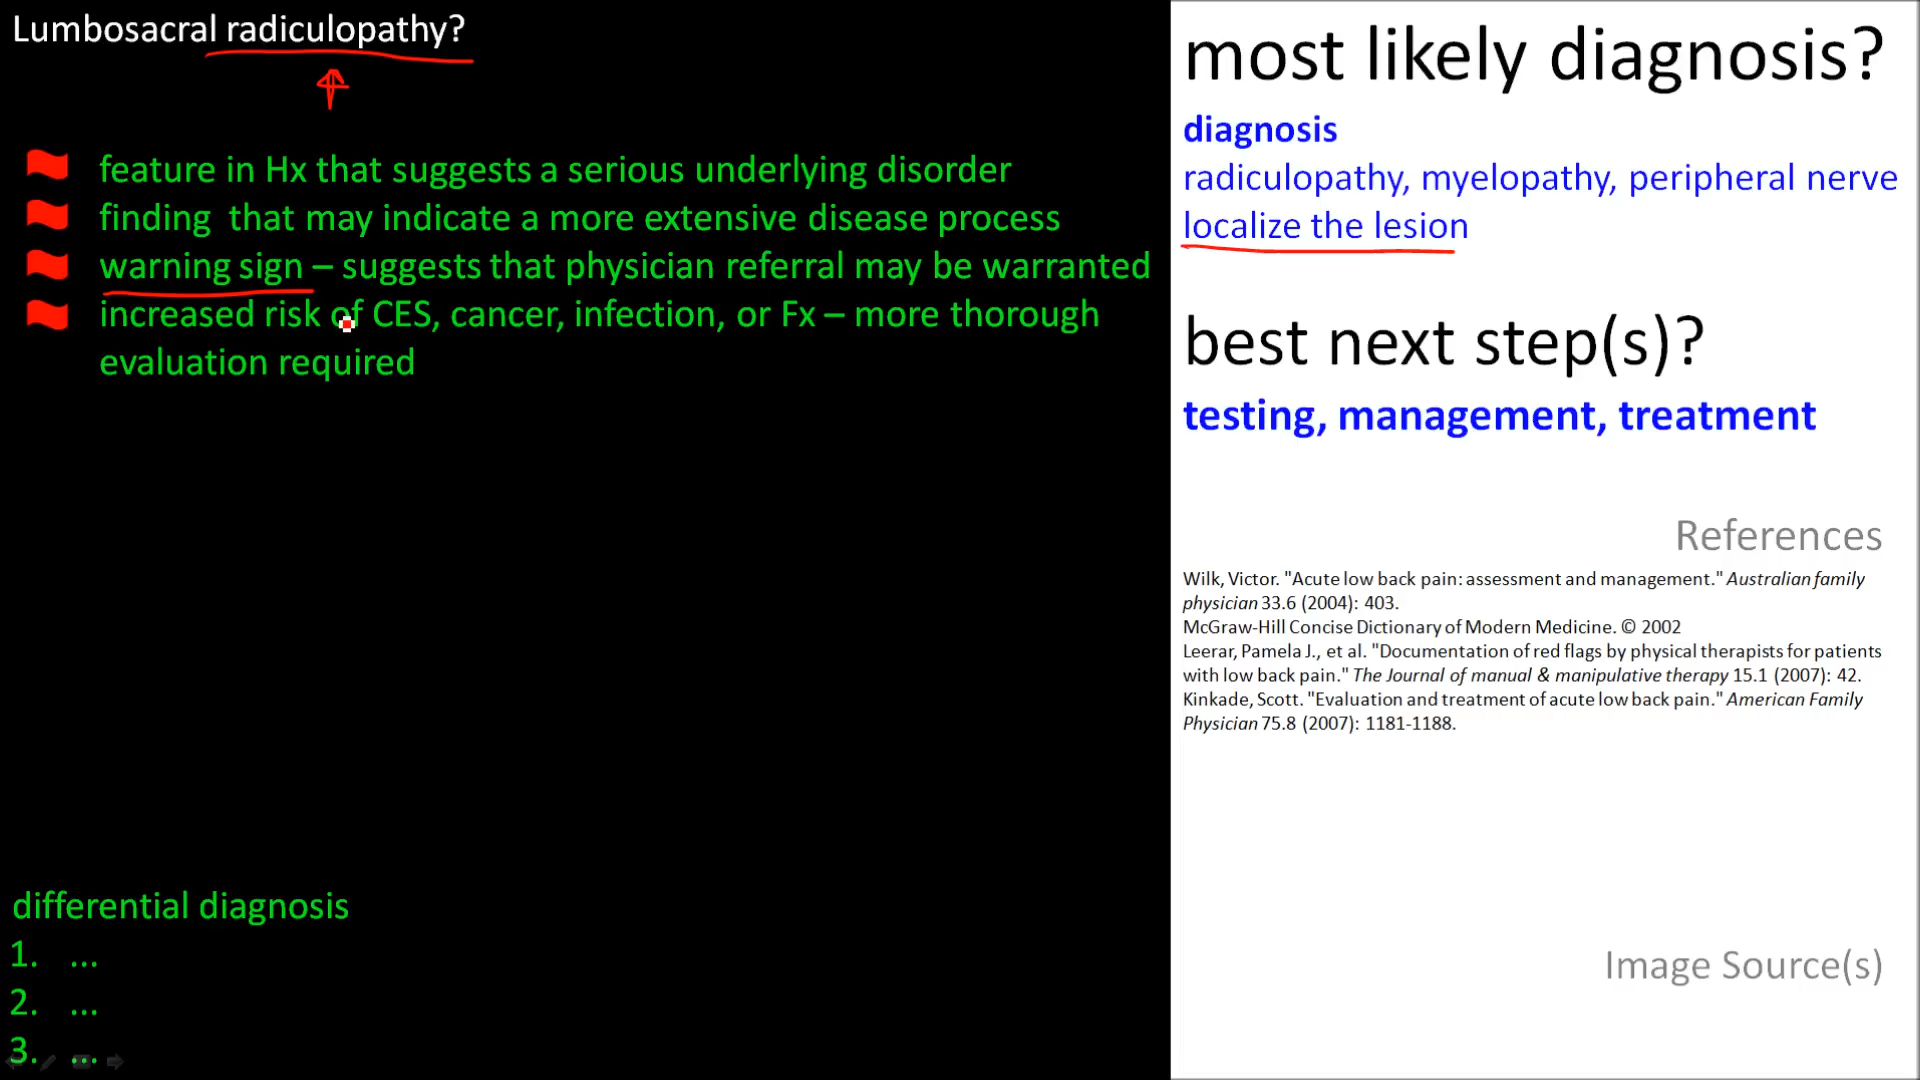 Lumbosacral radiculopathy?
feature in Hx that suggests a serious underlying disorder
finding  that may indicate a more extensive disease process
warning sign – suggests that physician referral may be warranted
increased risk of CES, cancer, infection, or Fx – more thorough
evaluation required
differential diagnosis
1. ...
2. ...
3. ...
most likely diagnosis?
diagnosis
radiculopathy, myelopathy, peripheral nerve
localize the lesion
best next step(s)?
testing, management, treatment
References
Wilk, Victor. "Acute low back pain: assessment and management." Australian family
physician 33.6 (2004): 403.
McGraw-Hill Concise Dictionary of Modern Medicine. © 2002
Leerar, Pamela J., et al. "Documentation of red flags by physical therapists for patients
with low back pain." The Journal of manual & manipulative therapy 15.1 (2007): 42.
Kinkade, Scott. "Evaluation and treatment of acute low back pain." American Family
Physician 75.8 (2007): 1181-1188.
Image Source(s)